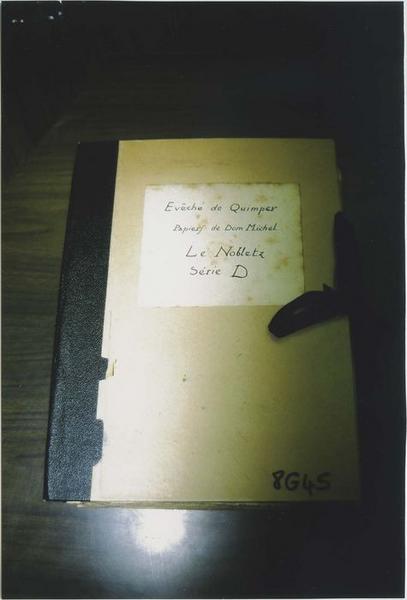 Evêché de Quimper
Papiers de Dom Michel
Le Nobletz
Série D
8G45